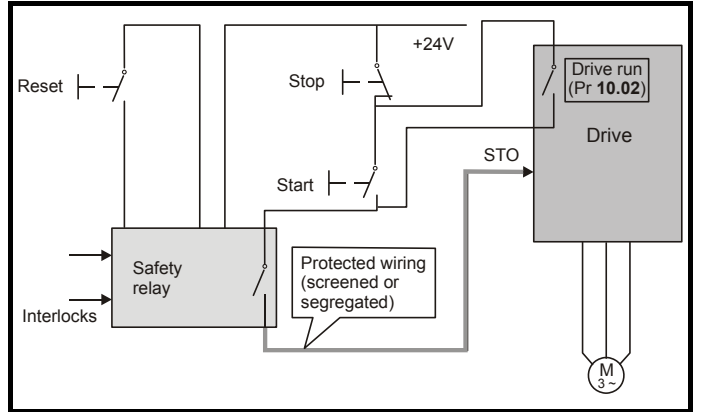 +24V
Reset
Stop
Drive run
(Pr 10.02)
Drive
STO
Start
Safety
relay
Protected wiring
(screened or
segregated)
Interlocks
M
3 ~